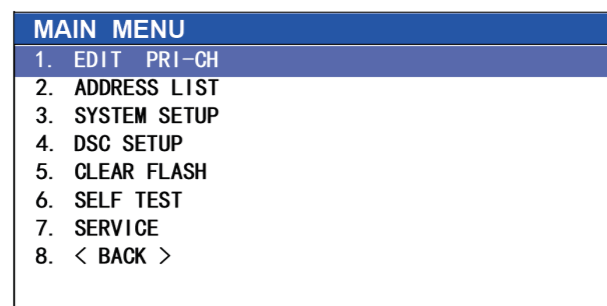 MAIN MENU
1. EDIT PRI-CH
2. ADDRESS LIST
3. SYSTEM SETUP
4. DSC SETUP
5. CLEAR FLASH
6. SELF TEST
7. SERVICE
8. < BACK >